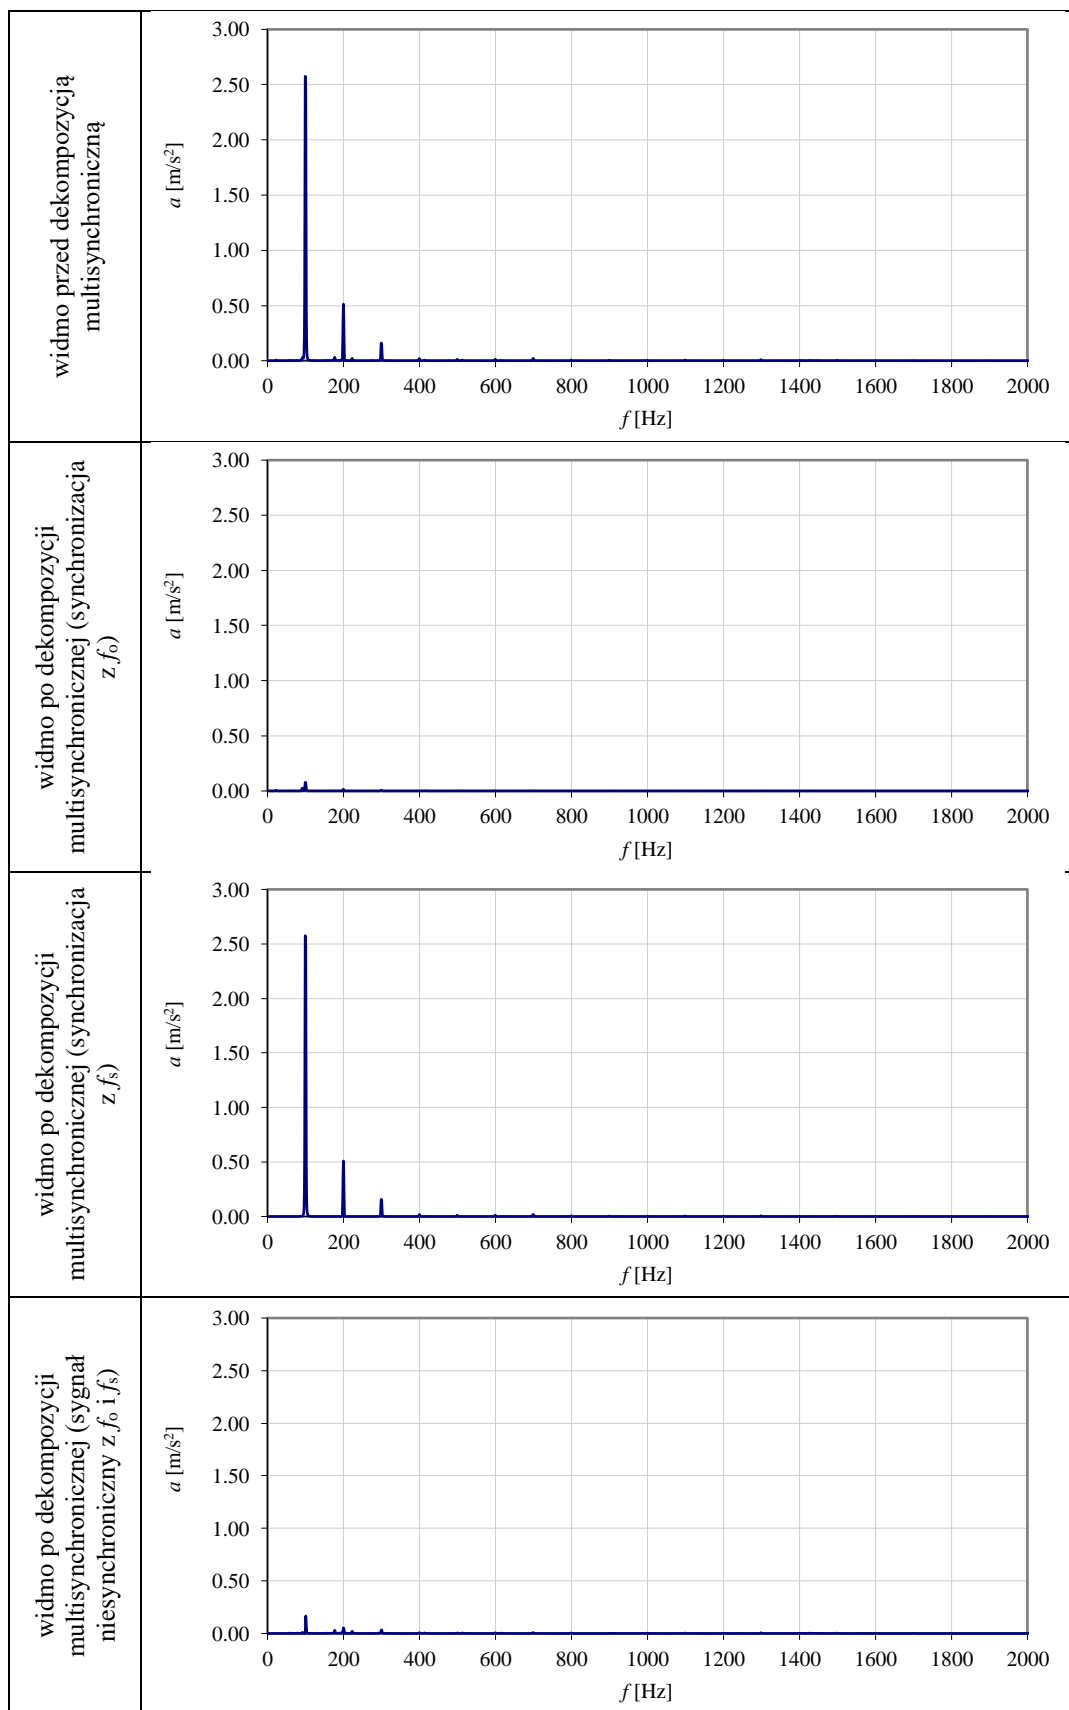 widmo przed dekompozycją
multisynchroniczną
3.00
2.50
2.00
1.50
1.00
0.50
0.00
a [m/s²]
0 200 400 600 800 1000 1200 1400 1600 1800 2000
f [Hz]
widmo po dekompozycji
multisynchronicznej (synchronizacja
z fo)
3.00
2.50
2.00
1.50
1.00
0.50
0.00
a [m/s²]
0 200 400 600 800 1000 1200 1400 1600 1800 2000
f [Hz]
widmo po dekompozycji
multisynchronicznej (synchronizacja
z fs)
3.00
2.50
2.00
1.50
1.00
0.50
0.00
a [m/s²]
0 200 400 600 800 1000 1200 1400 1600 1800 2000
f [Hz]
widmo po dekompozycji
multisynchronicznej (sygnał
niesynchroniczny z fo i fs)
3.00
2.50
2.00
1.50
1.00
0.50
0.00
a [m/s²]
0 200 400 600 800 1000 1200 1400 1600 1800 2000
f [Hz]